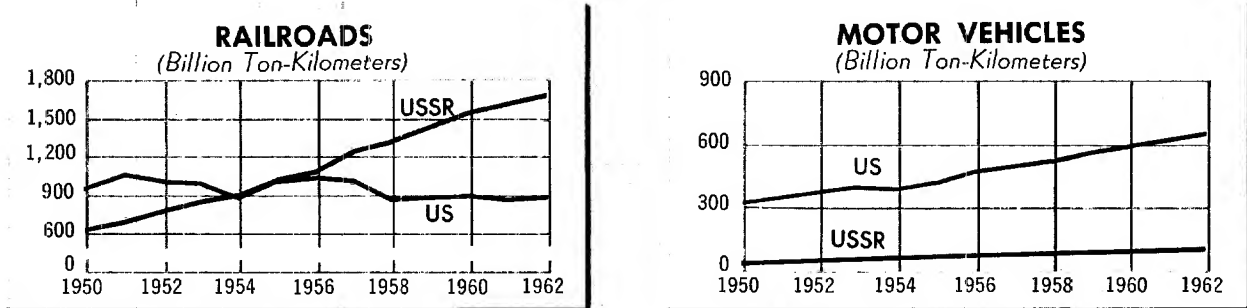 RAILROADS
(Billion Ton-Kilometers)
1,800
1,500
1,200
900
600
0
USSR
US
1950 1952 1954 1956 1958 1960 1962
MOTOR VEHICLES
(Billion Ton-Kilometers)
900
600
300
0
US
USSR
1950 1952 1954 1956 1958 1960 1962